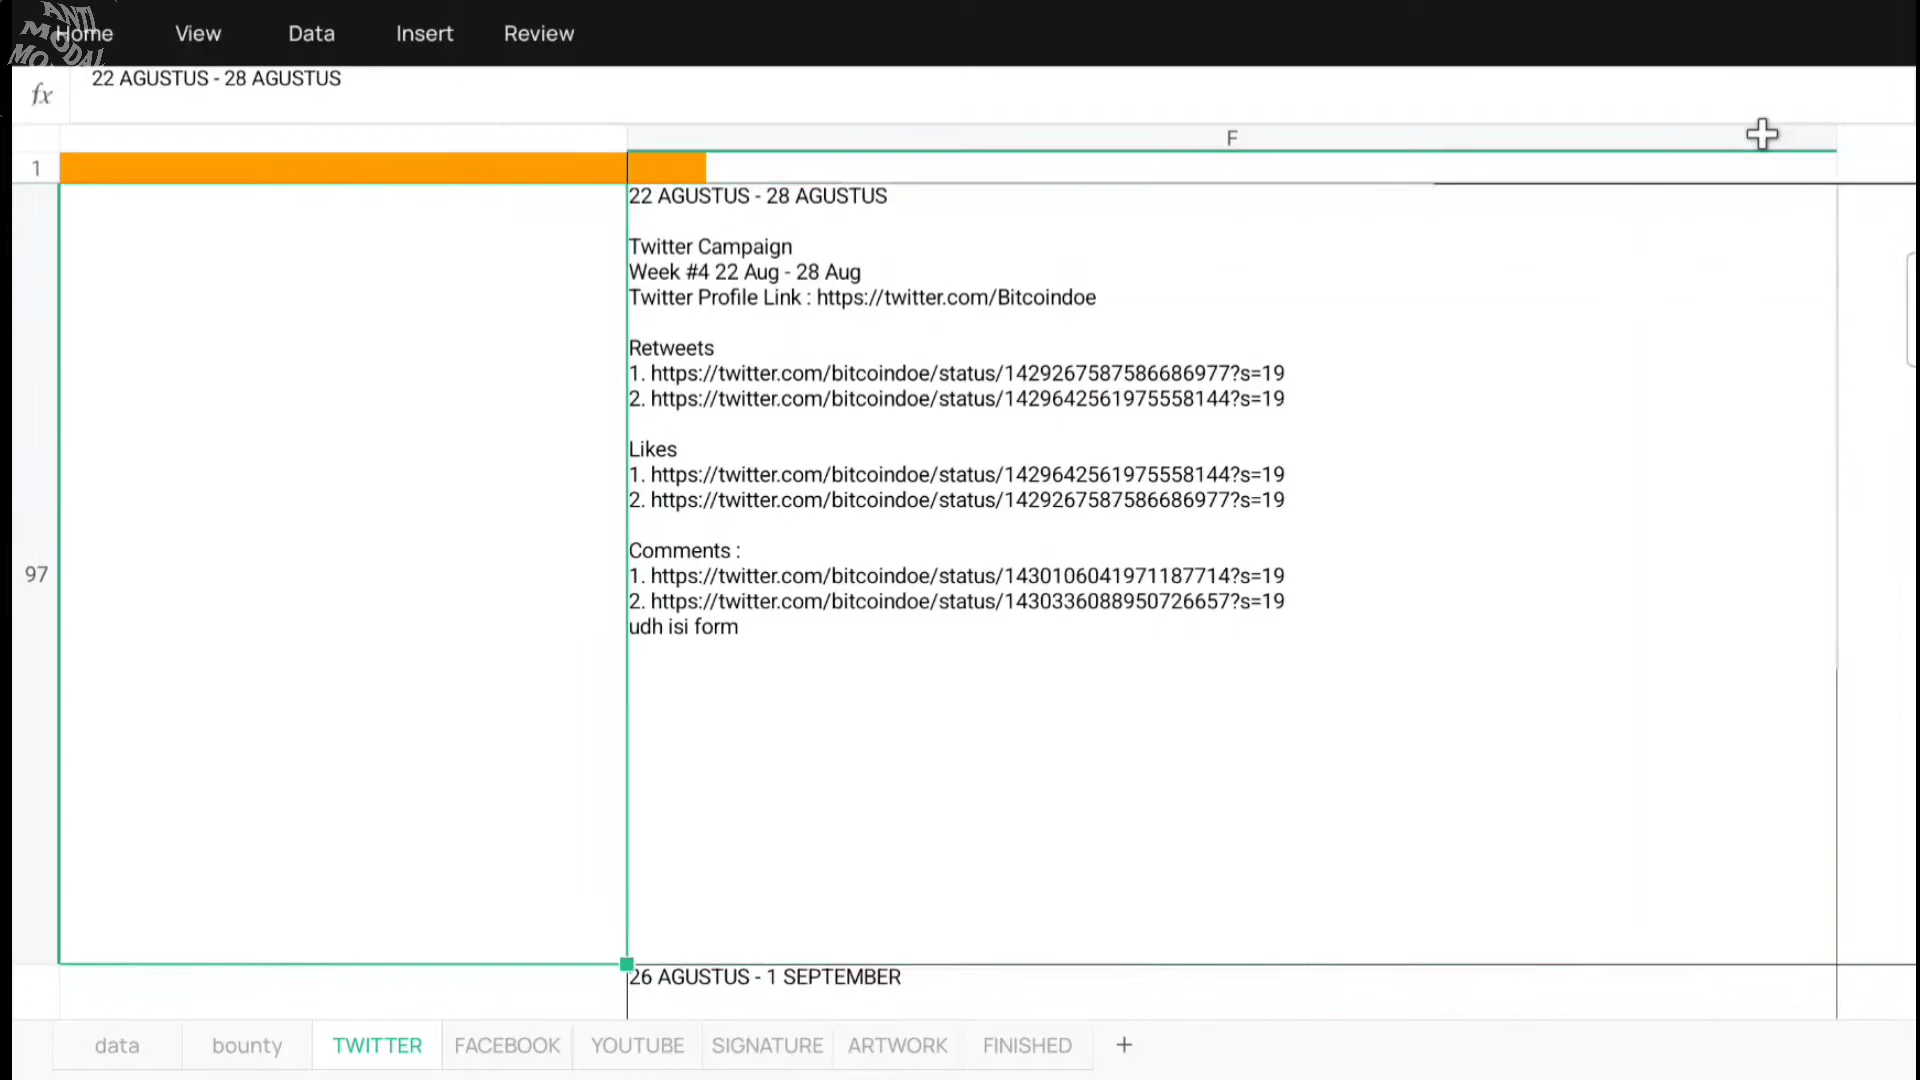 ANTI
MODAL
MO...
Home View Data Insert Review
fx 22 AGUSTUS - 28 AGUSTUS
F
1
22 AGUSTUS - 28 AGUSTUS
Twitter Campaign
Week #4 22 Aug - 28 Aug
Twitter Profile Link : https://twitter.com/Bitcoindoe
Retweets
1. https://twitter.com/bitcoindoe/status/1429267587586686977?s=19
2. https://twitter.com/bitcoindoe/status/1429642561975558144?s=19
Likes
1. https://twitter.com/bitcoindoe/status/1429642561975558144?s=19
2. https://twitter.com/bitcoindoe/status/1429267587586686977?s=19
Comments :
97
1. https://twitter.com/bitcoindoe/status/1430106041971187714?s=19
2. https://twitter.com/bitcoindoe/status/1430336088950726657?s=19
udh isi form
26 AGUSTUS - 1 SEPTEMBER
data bounty TWITTER FACEBOOK YOUTUBE SIGNATURE ARTWORK FINISHED +